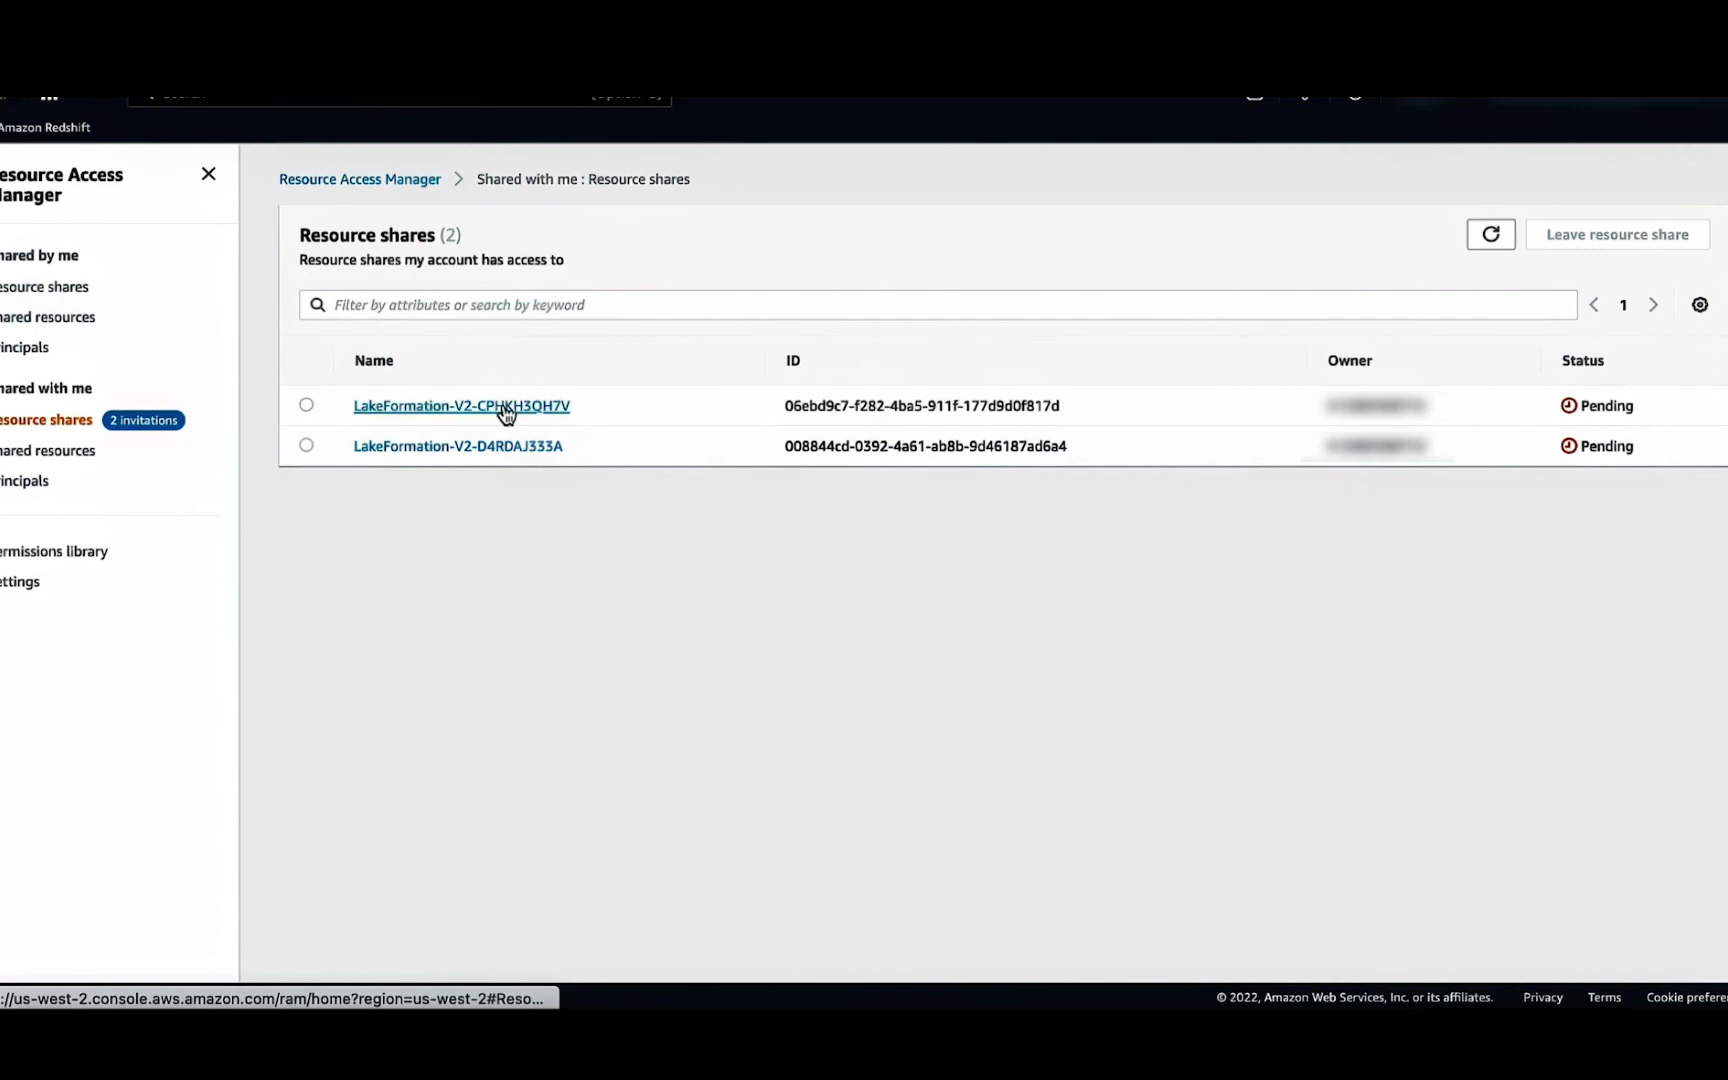 Amazon Redshift
esource Access
anager
hared by me
esource shares
hared resources
incipals
hared with me
esource shares 2 invitations
hared resources
incipals
ermissions library
ettings
Resource Access Manager > Shared with me : Resource shares
Resource shares (2)
Leave resource share
Resource shares my account has access to
Filter by attributes or search by keyword
1
Name ID Owner Status
LakeFormation-V2-CPHKH3QH7V 06ebd9c7-f282-4ba5-911f-177d9d0f817d Pending
LakeFormation-V2-D4RDAJ333A 008844cd-0392-4a61-ab8b-9d46187ad6a4 Pending
://us-west-2.console.aws.amazon.com/ram/home?region=us-west-2#Reso...
© 2022, Amazon Web Services, Inc. or its affiliates. Privacy Terms Cookie prefere